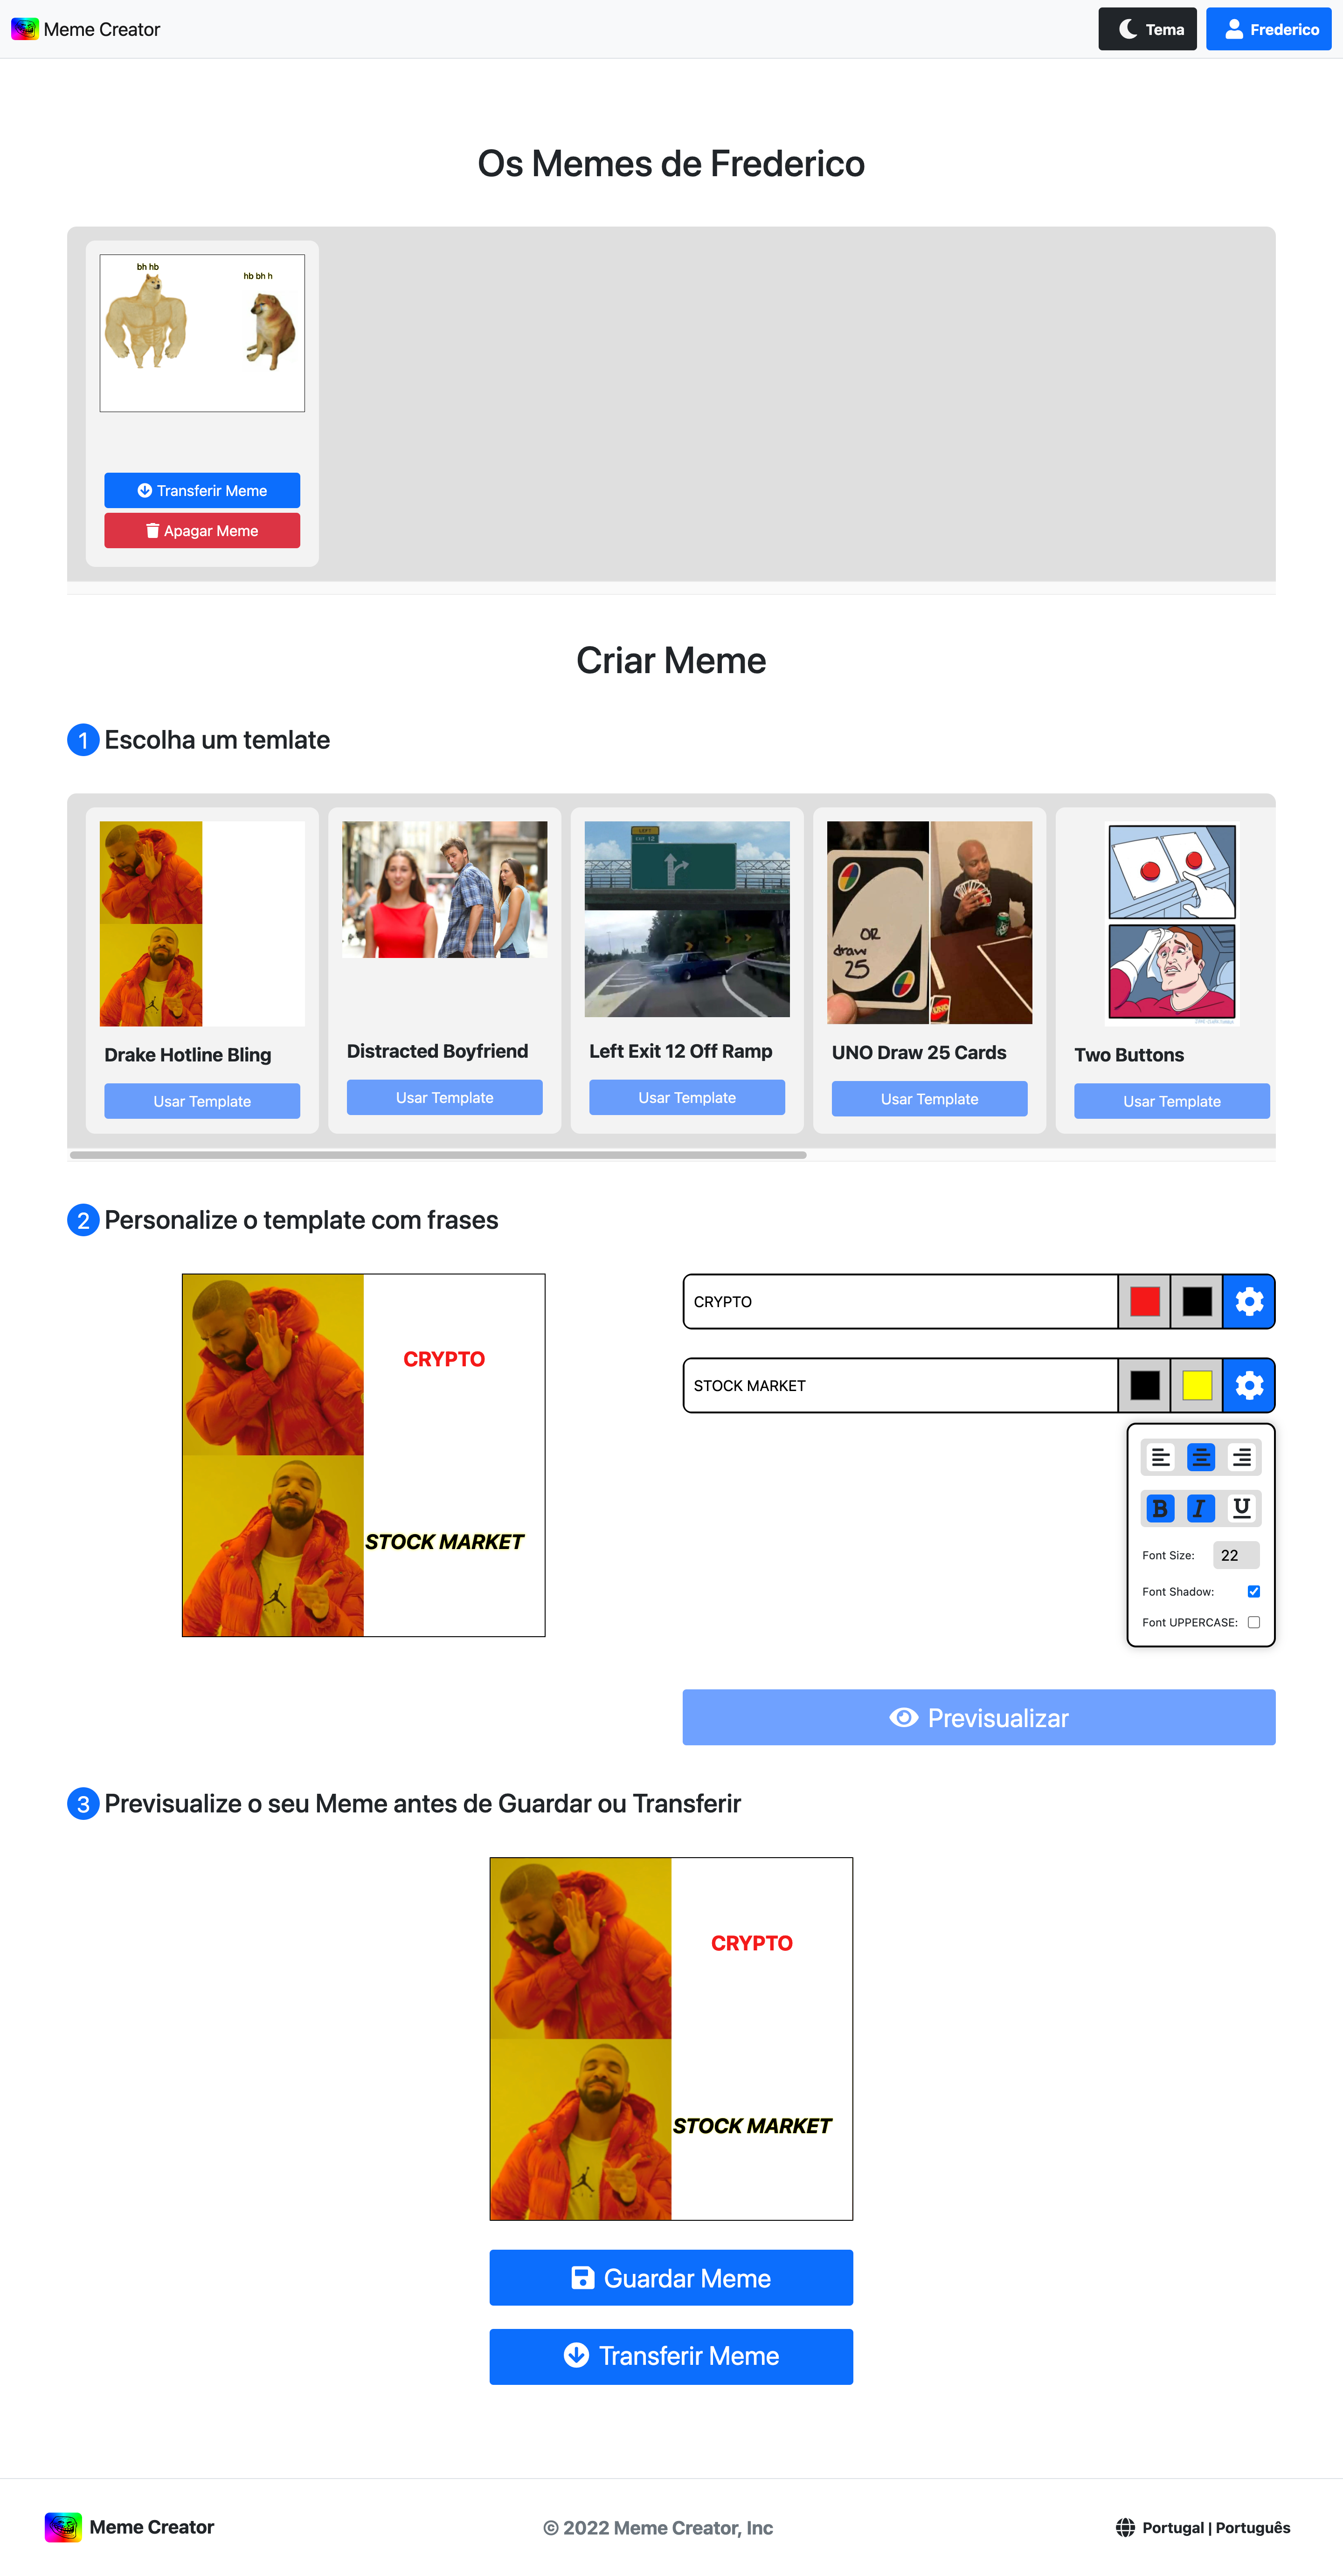 Meme Creator
Tema
Frederico
Os Memes de Frederico
bh hb
hb bh h
Transferir Meme
Apagar Meme
Criar Meme
1 Escolha um temlate
LEFT
EXIT 12
OR
draw
25
UNO
Drake Hotline Bling
Distracted Boyfriend
Left Exit 12 Off Ramp
UNO Draw 25 Cards
Two Buttons
Usar Template
Usar Template
Usar Template
Usar Template
Usar Template
2 Personalize o template com frases
CRYPTO
STOCK MARKET
CRYPTO
STOCK MARKET
B I U
Font Size: 22
Font Shadow:
Font UPPERCASE:
Previsualizar
3 Previsualize o seu Meme antes de Guardar ou Transferir
CRYPTO
STOCK MARKET
Guardar Meme
Transferir Meme
Meme Creator
© 2022 Meme Creator, Inc
Portugal | Português